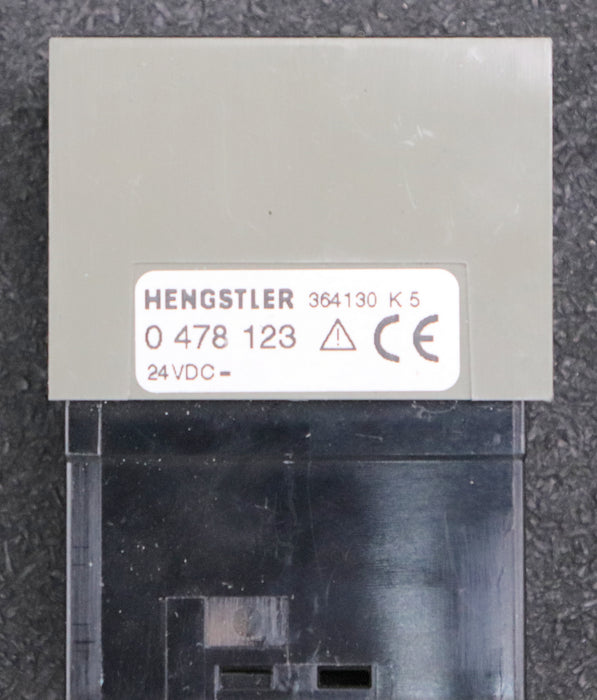 HENGSTLER 364130 K 5
0 478 123 ⚠ CE
24VDC ⎓